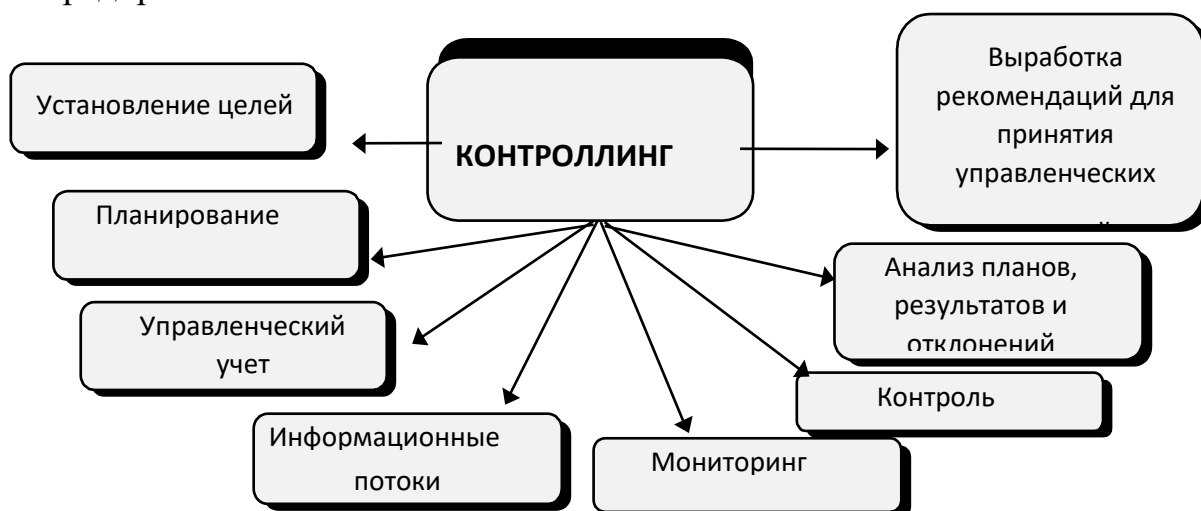 Установление целей
КОНТРОЛЛИНГ
Выработка
рекомендаций для
принятия
управленческих
Планирование
Анализ планов,
результатов и
отклонений
Управленческий
учет
Контроль
Информационные
потоки
Мониторинг